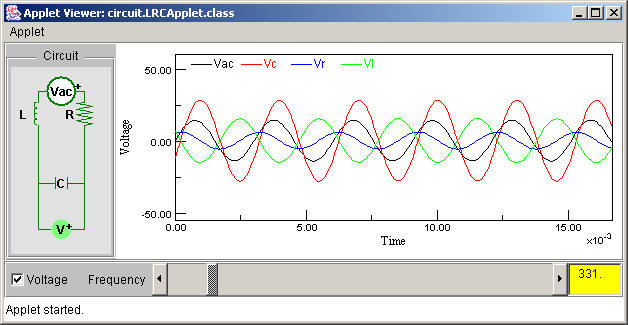 Applet Viewer: circuit.LRCApplet.class
Applet
Circuit
Vac +
L R
C
V +
Vac Vc Vr Vl
50.00
0.00
-50.00
Voltage
0.00 5.00 10.00 15.00
Time ×10⁻³
Voltage Frequency 331.
Applet started.